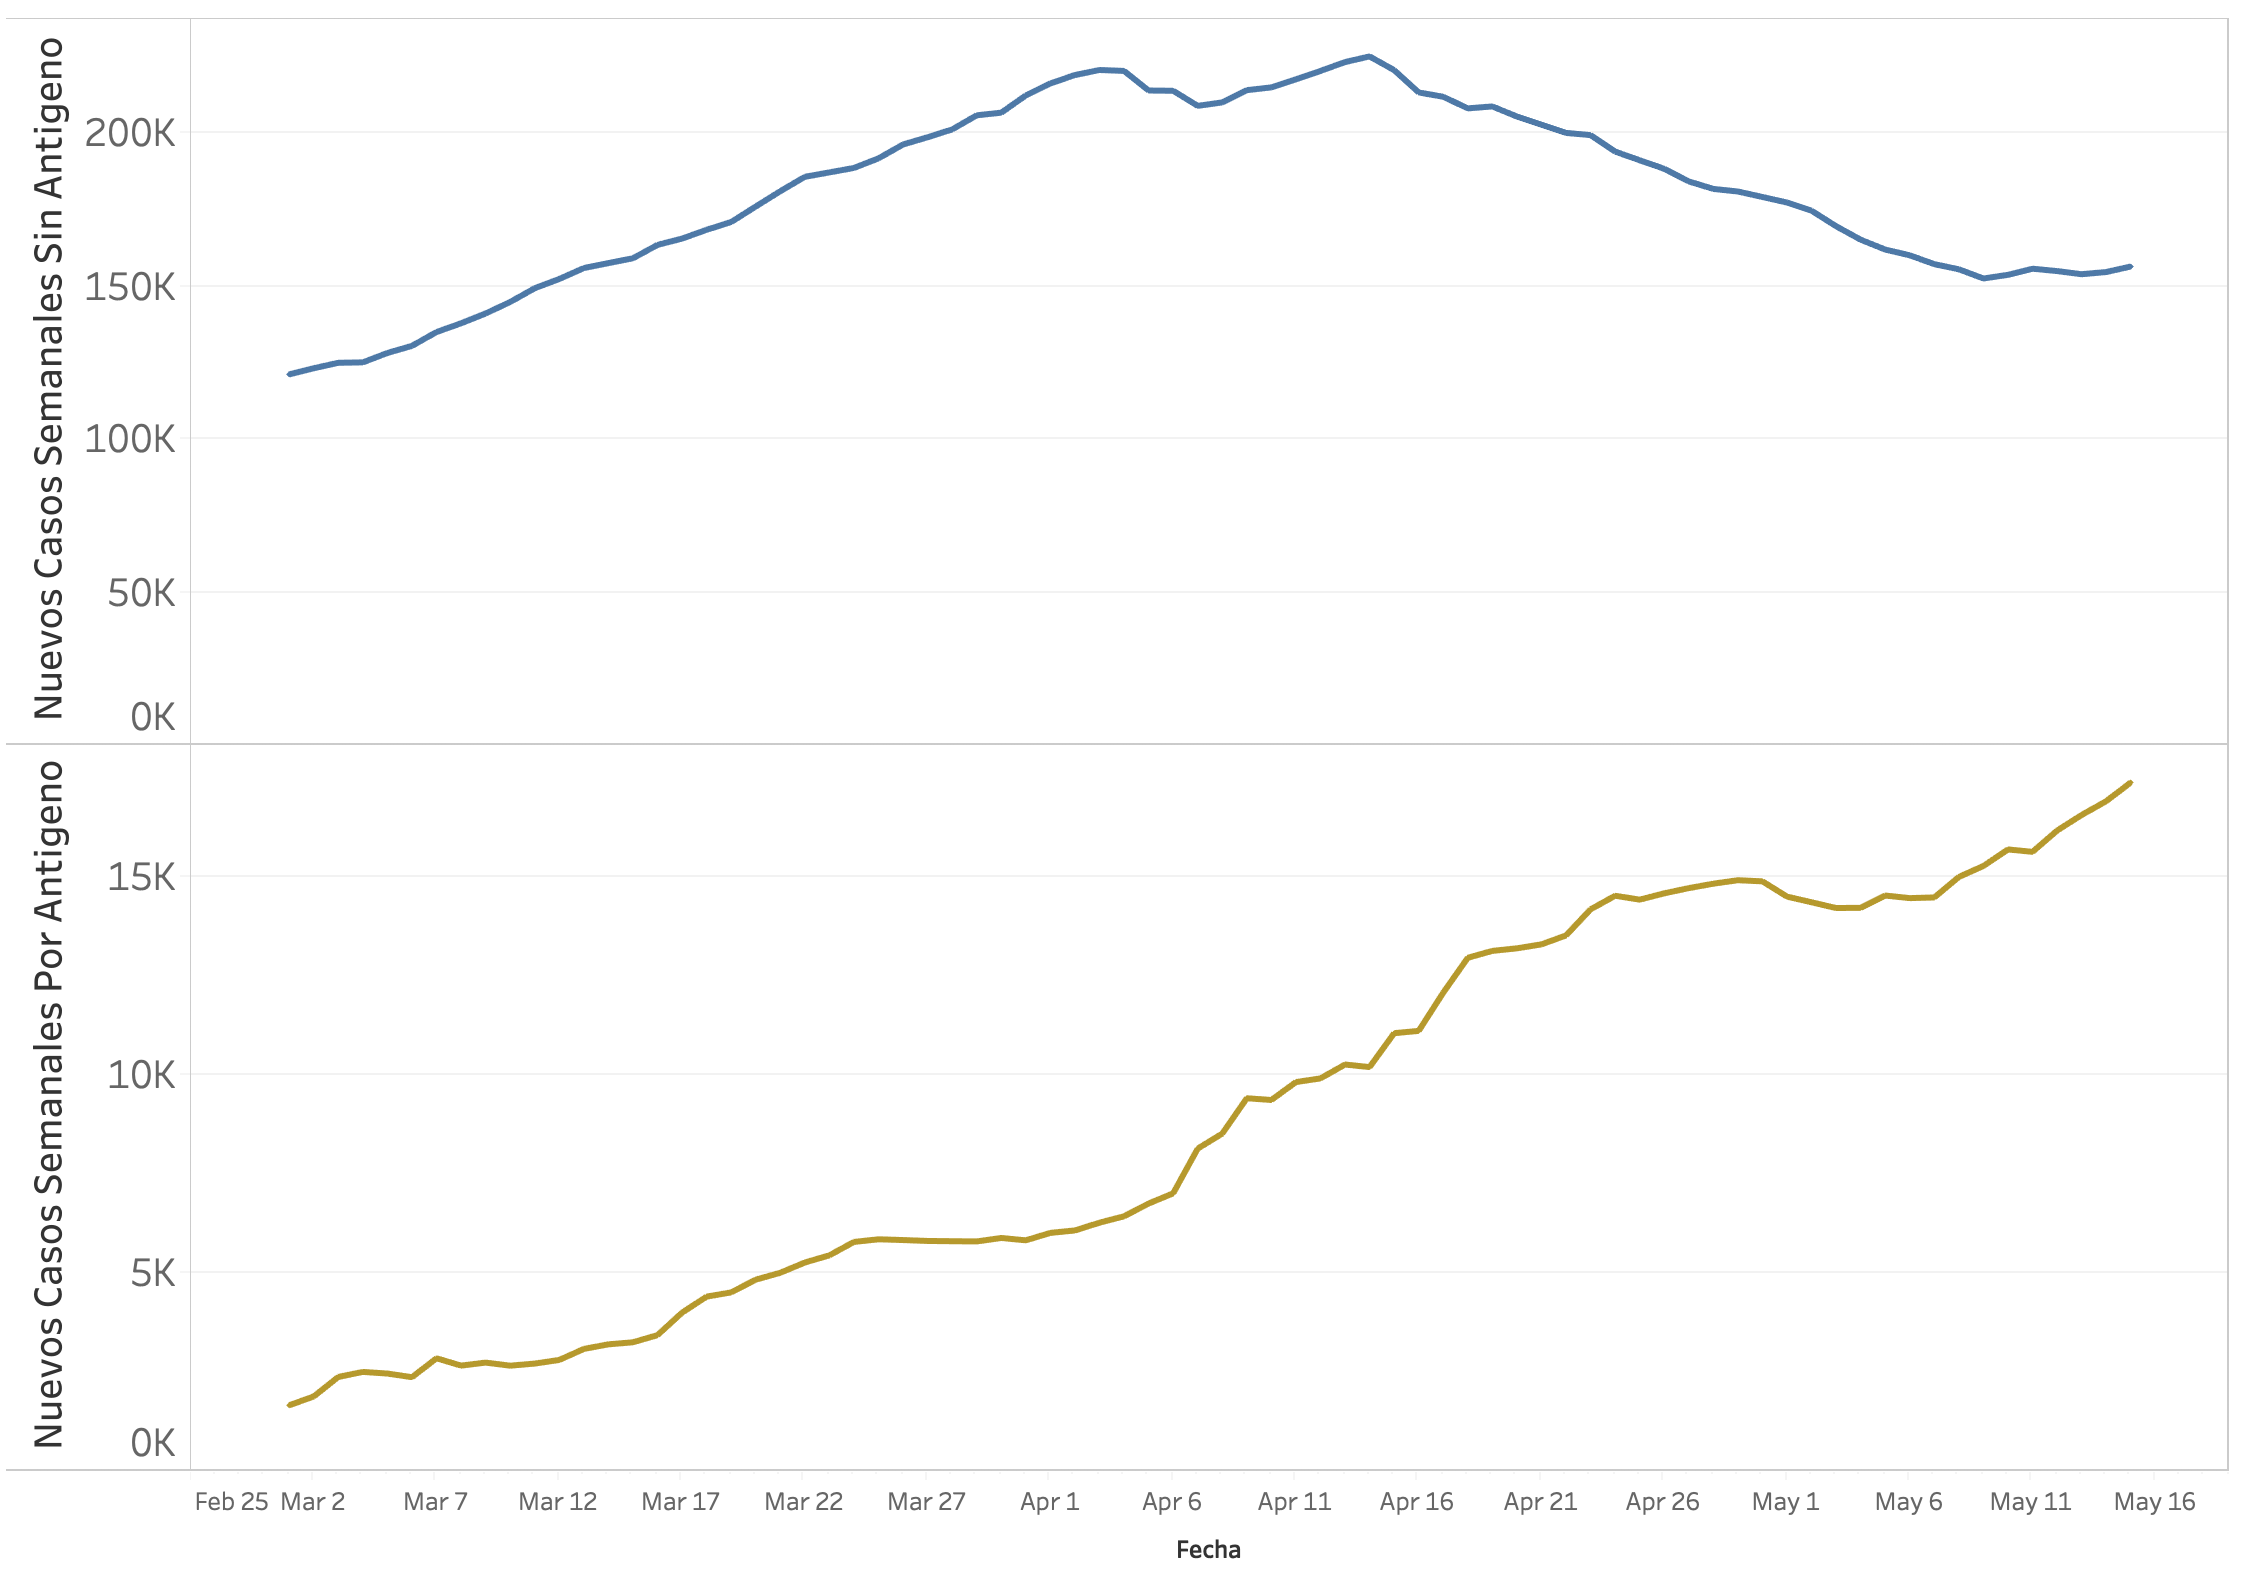 Nuevos Casos Semanales Sin Antigeno
200K
150K
100K
50K
0K
Nuevos Casos Semanales Por Antigeno
15K
10K
5K
0K
Feb 25 Mar 2 Mar 7 Mar 12 Mar 17 Mar 22 Mar 27 Apr 1 Apr 6 Apr 11 Apr 16 Apr 21 Apr 26 May 1 May 6 May 11 May 16
Fecha